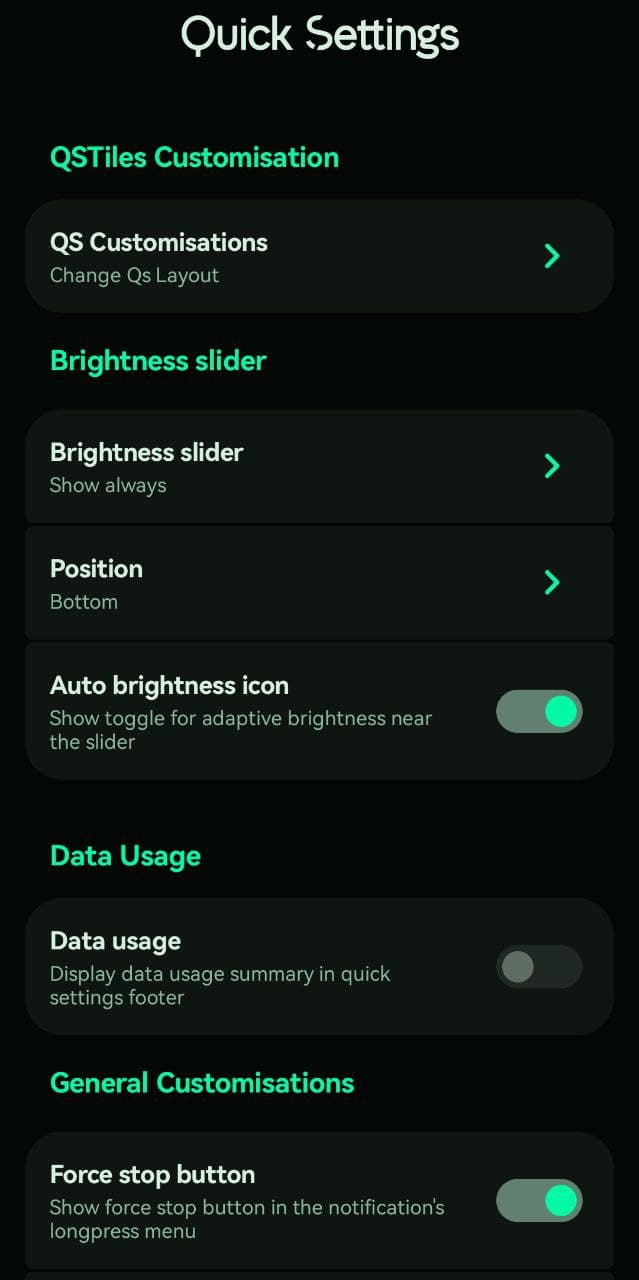 Quick Settings
QSTiles Customisation
QS Customisations
Change Qs Layout
Brightness slider
Brightness slider
Show always
Position
Bottom
Auto brightness icon
Show toggle for adaptive brightness near
the slider
Data Usage
Data usage
Display data usage summary in quick
settings footer
General Customisations
Force stop button
Show force stop button in the notification's
longpress menu